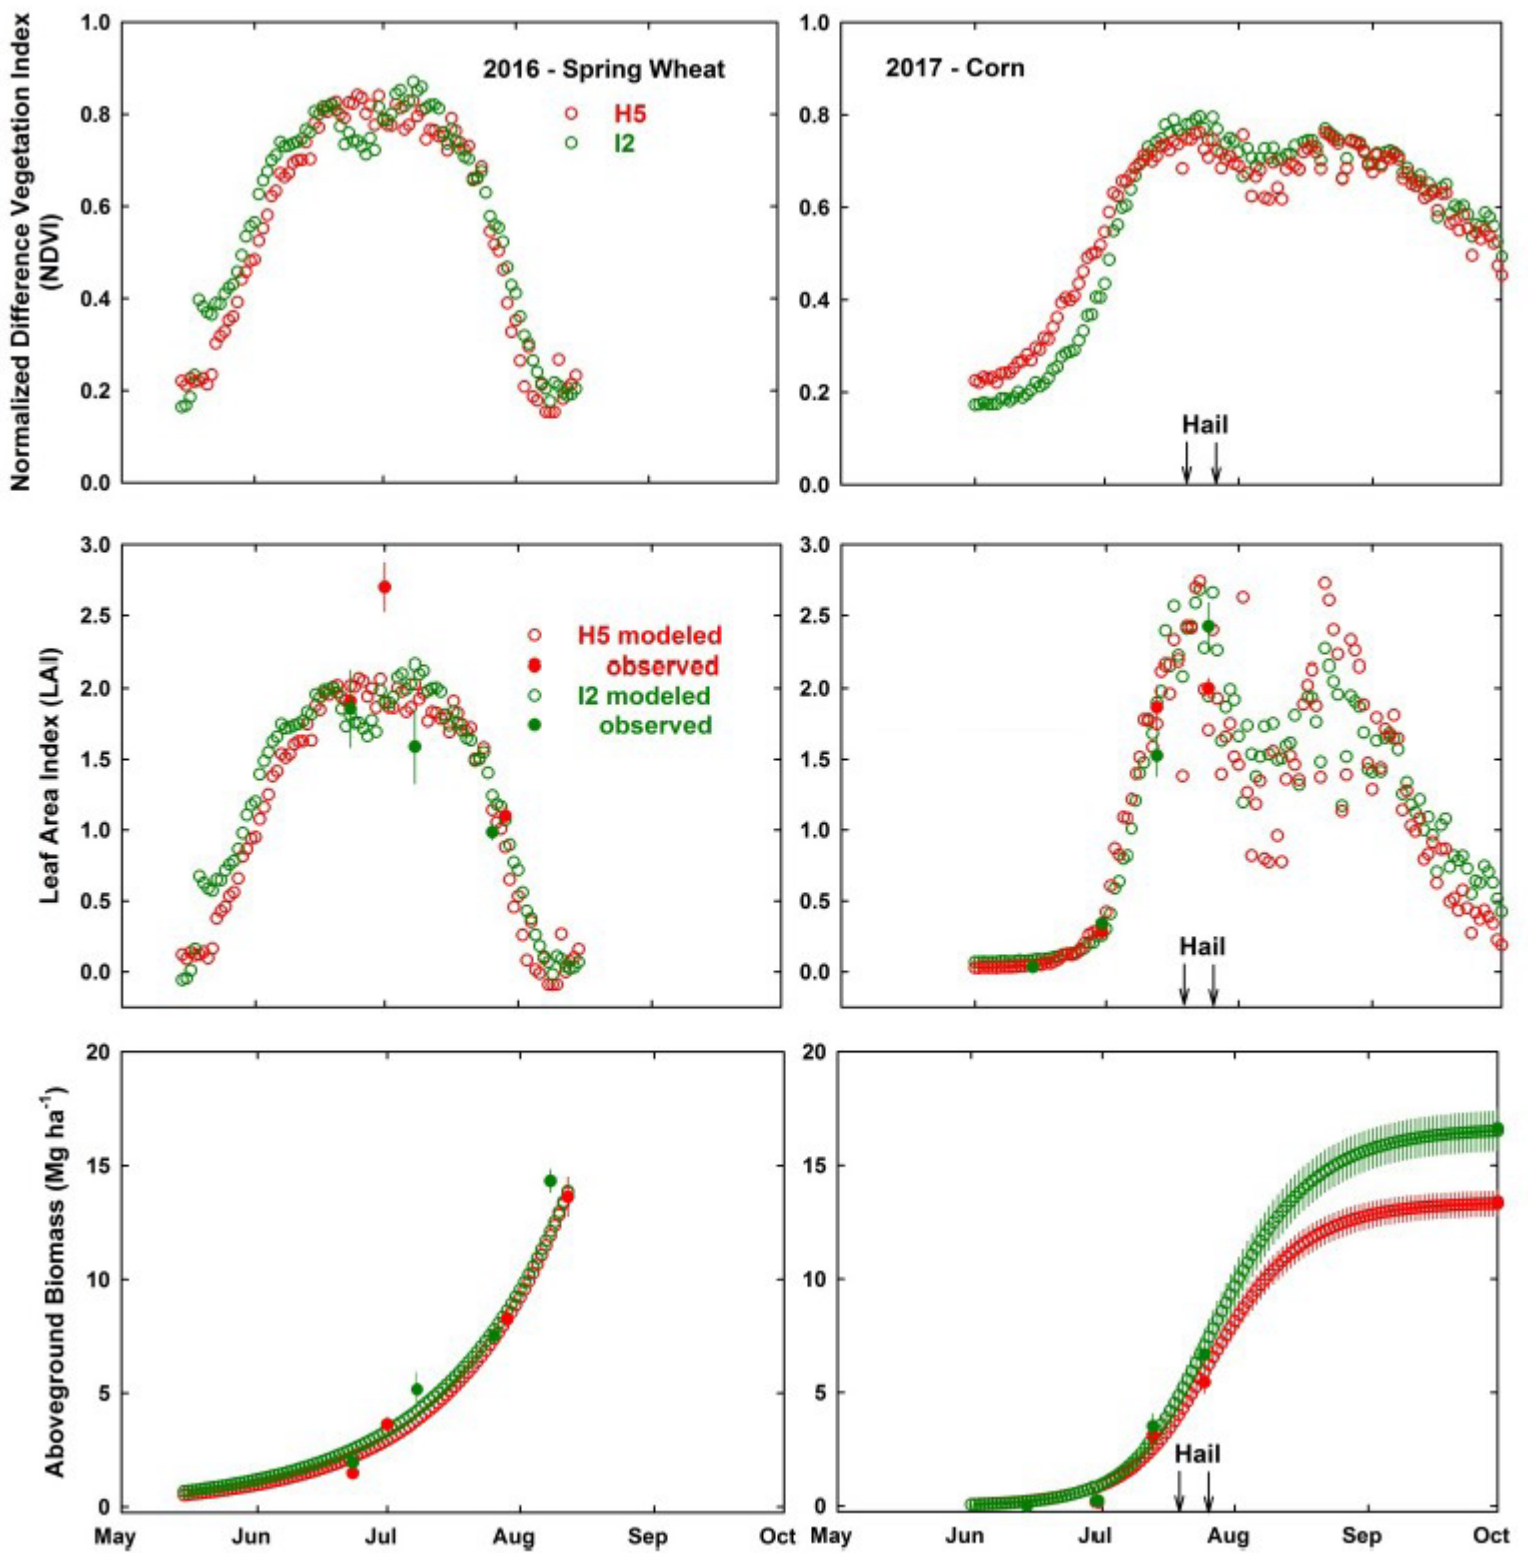 Normalized Difference Vegetation Index
(NDVI)
1.0
0.8
0.6
0.4
0.2
0.0
2016 - Spring Wheat
H5
I2
1.0
0.8
0.6
0.4
0.2
0.0
2017 - Corn
Hail
Leaf Area Index (LAI)
3.0
2.5
2.0
1.5
1.0
0.5
0.0
H5 modeled
observed
I2 modeled
observed
3.0
2.5
2.0
1.5
1.0
0.5
0.0
Hail
Aboveground Biomass (Mg ha⁻¹)
20
15
10
5
0
May Jun Jul Aug Sep Oct
20
15
10
5
0
Hail
May Jun Jul Aug Sep Oct